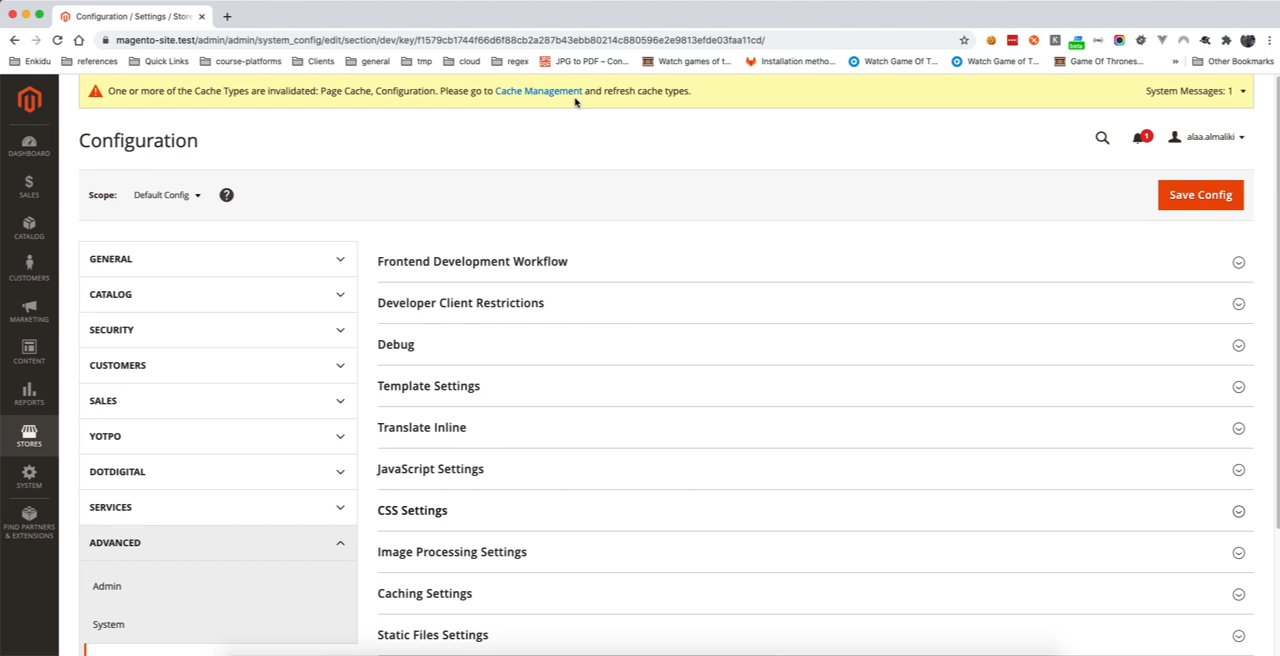 Configuration / Settings / Store
magento-site.test/admin/admin/system_config/edit/section/dev/key/f1579cb1744f66d6f88cb2a287b43ebb80214c880596e2e9813efde03faa11cd/
beta
Enkidu references Quick Links course-platforms Clients general tmp cloud regex JPG to PDF – Con... Watch games of t... Installation metho... Watch Game Of T... Watch Game of T... Game Of Thrones... » Other Bookmarks
One or more of the Cache Types are invalidated: Page Cache, Configuration. Please go to Cache Management and refresh cache types.
System Messages: 1
Configuration
1
alaa.almaliki
Scope: Default Config ?
Save Config
DASHBOARD
SALES
CATALOG
CUSTOMERS
MARKETING
CONTENT
REPORTS
STORES
SYSTEM
FIND PARTNERS
& EXTENSIONS
GENERAL
CATALOG
SECURITY
CUSTOMERS
SALES
YOTPO
DOTDIGITAL
SERVICES
ADVANCED
Admin
System
Frontend Development Workflow
Developer Client Restrictions
Debug
Template Settings
Translate Inline
JavaScript Settings
CSS Settings
Image Processing Settings
Caching Settings
Static Files Settings